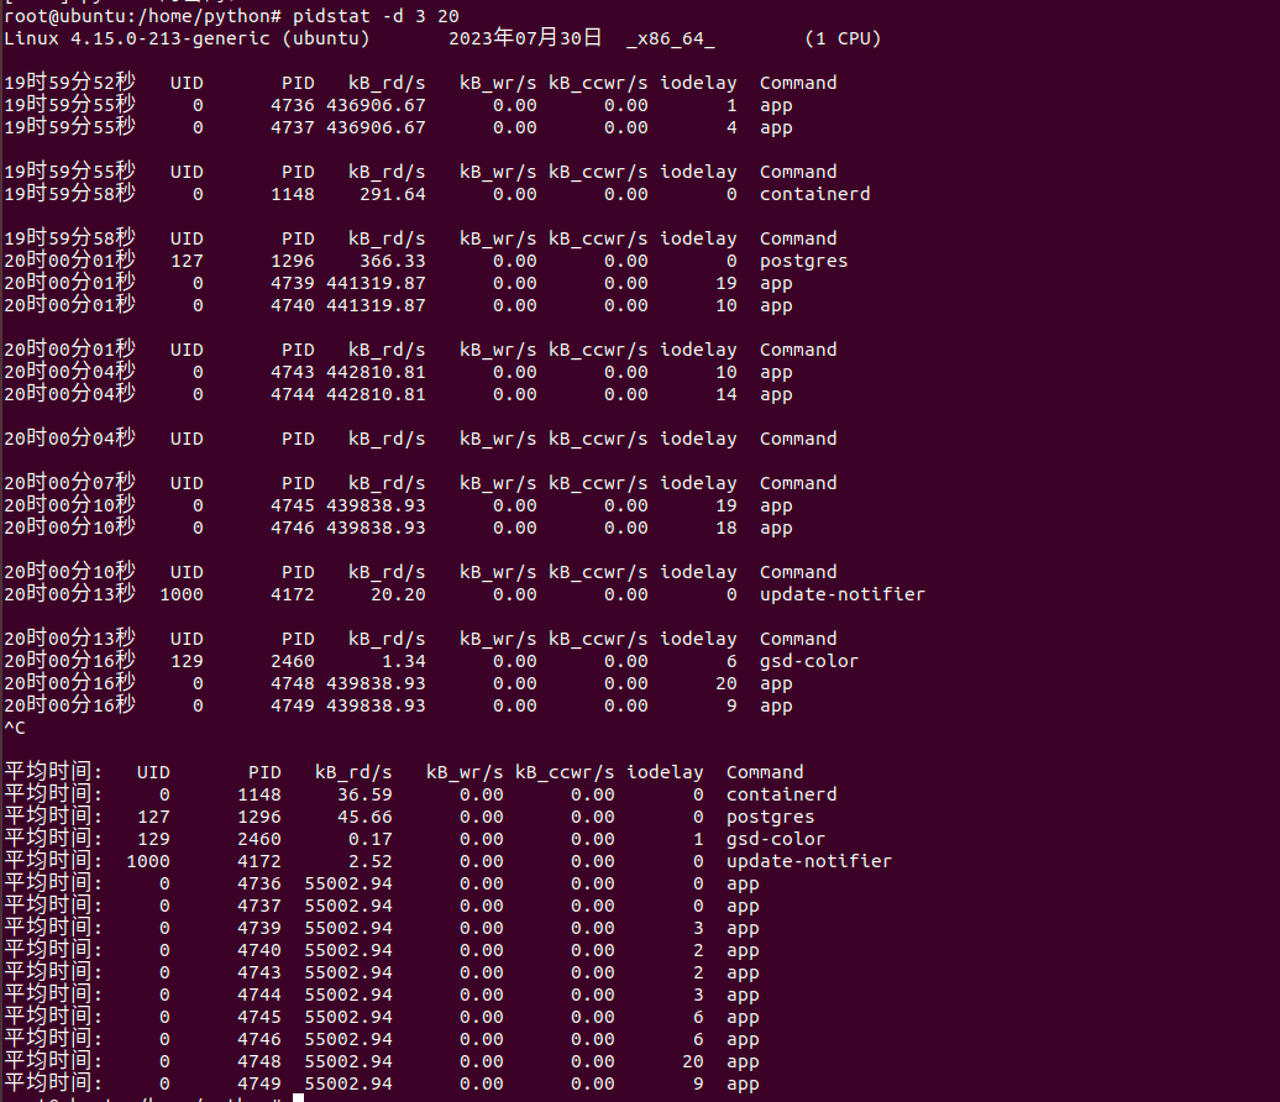 root@ubuntu:/home/python# pidstat -d 3 20
Linux 4.15.0-213-generic (ubuntu) 2023年07月30日 _x86_64_ (1 CPU)
19时59分52秒 UID PID kB_rd/s kB_wr/s kB_ccwr/s iodelay Command
19时59分55秒 0 4736 436906.67 0.00 0.00 1 app
19时59分55秒 0 4737 436906.67 0.00 0.00 4 app
19时59分55秒 UID PID kB_rd/s kB_wr/s kB_ccwr/s iodelay Command
19时59分58秒 0 1148 291.64 0.00 0.00 0 containerd
19时59分58秒 UID PID kB_rd/s kB_wr/s kB_ccwr/s iodelay Command
20时00分01秒 127 1296 366.33 0.00 0.00 0 postgres
20时00分01秒 0 4739 441319.87 0.00 0.00 19 app
20时00分01秒 0 4740 441319.87 0.00 0.00 10 app
20时00分01秒 UID PID kB_rd/s kB_wr/s kB_ccwr/s iodelay Command
20时00分04秒 0 4743 442810.81 0.00 0.00 10 app
20时00分04秒 0 4744 442810.81 0.00 0.00 14 app
20时00分04秒 UID PID kB_rd/s kB_wr/s kB_ccwr/s iodelay Command
20时00分07秒 UID PID kB_rd/s kB_wr/s kB_ccwr/s iodelay Command
20时00分10秒 0 4745 439838.93 0.00 0.00 19 app
20时00分10秒 0 4746 439838.93 0.00 0.00 18 app
20时00分10秒 UID PID kB_rd/s kB_wr/s kB_ccwr/s iodelay Command
20时00分13秒 1000 4172 20.20 0.00 0.00 0 update-notifier
20时00分13秒 UID PID kB_rd/s kB_wr/s kB_ccwr/s iodelay Command
20时00分16秒 129 2460 1.34 0.00 0.00 6 gsd-color
20时00分16秒 0 4748 439838.93 0.00 0.00 20 app
20时00分16秒 0 4749 439838.93 0.00 0.00 9 app
^C
平均时间: UID PID kB_rd/s kB_wr/s kB_ccwr/s iodelay Command
平均时间: 0 1148 36.59 0.00 0.00 0 containerd
平均时间: 127 1296 45.66 0.00 0.00 0 postgres
平均时间: 129 2460 0.17 0.00 0.00 1 gsd-color
平均时间: 1000 4172 2.52 0.00 0.00 0 update-notifier
平均时间: 0 4736 55002.94 0.00 0.00 0 app
平均时间: 0 4737 55002.94 0.00 0.00 0 app
平均时间: 0 4739 55002.94 0.00 0.00 3 app
平均时间: 0 4740 55002.94 0.00 0.00 2 app
平均时间: 0 4743 55002.94 0.00 0.00 2 app
平均时间: 0 4744 55002.94 0.00 0.00 3 app
平均时间: 0 4745 55002.94 0.00 0.00 6 app
平均时间: 0 4746 55002.94 0.00 0.00 6 app
平均时间: 0 4748 55002.94 0.00 0.00 20 app
平均时间: 0 4749 55002.94 0.00 0.00 9 app